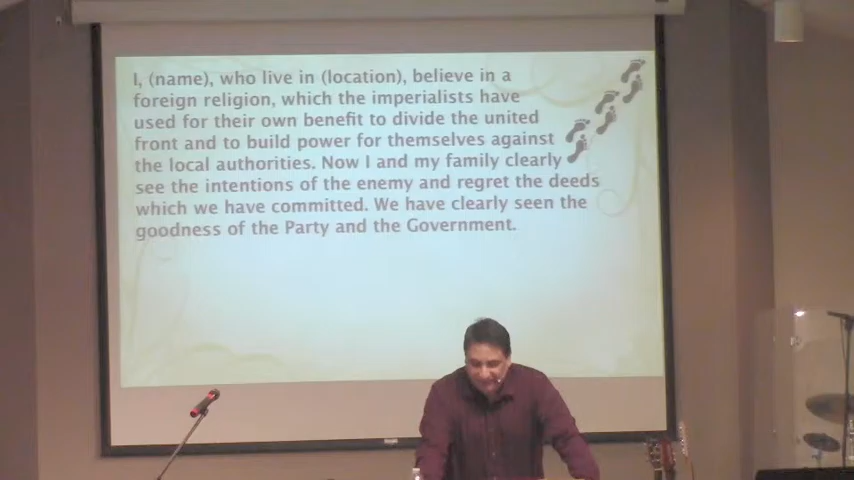 I, (name), who live in (location), believe in a
foreign religion, which the imperialists have
used for their own benefit to divide the united
front and to build power for themselves against
the local authorities. Now I and my family clearly
see the intentions of the enemy and regret the deeds
which we have committed. We have clearly seen the
goodness of the Party and the Government.